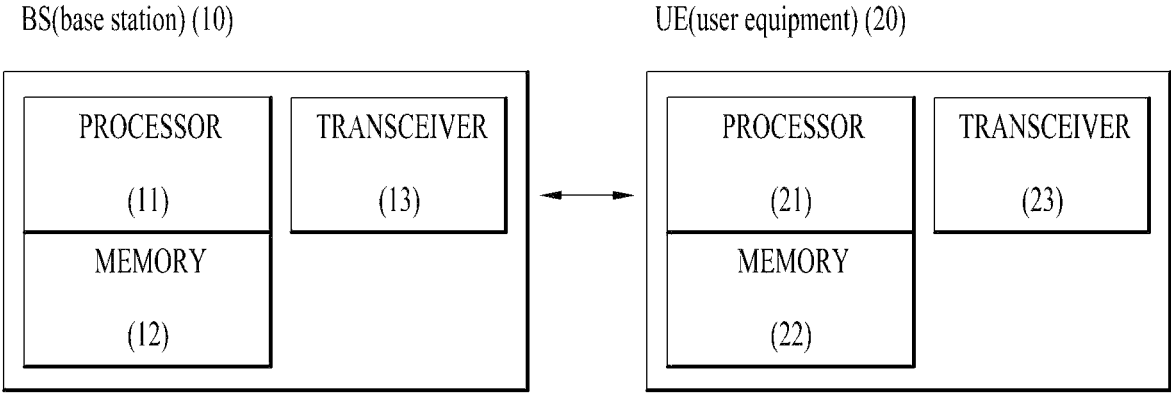 BS(base station) (10)
UE(user equipment) (20)
PROCESSOR
(11)
TRANSCEIVER
(13)
MEMORY
(12)
PROCESSOR
(21)
TRANSCEIVER
(23)
MEMORY
(22)